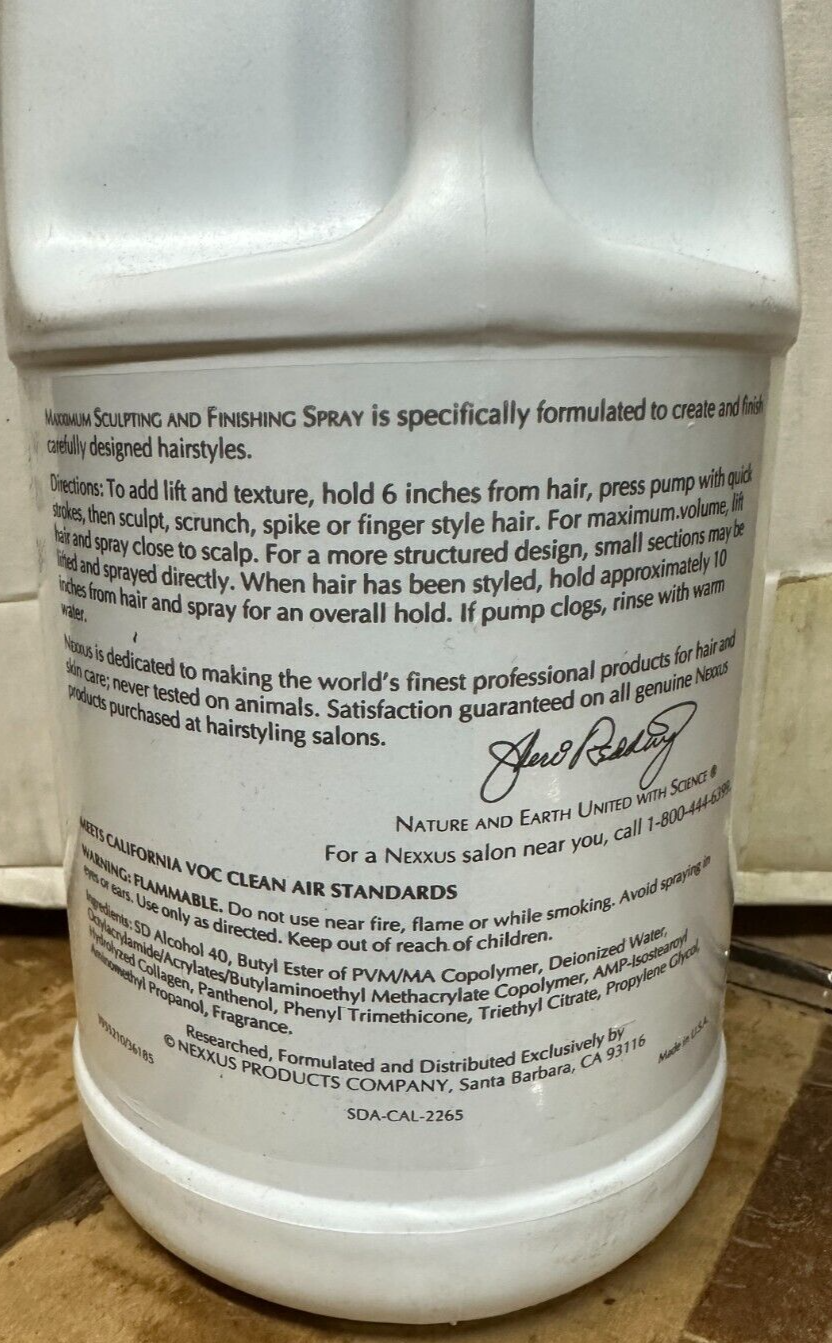 MAXXIMUM SCULPTING AND FINISHING SPRAY is specifically formulated to create and finish
carefully designed hairstyles.
Directions: To add lift and texture, hold 6 inches from hair, press pump with quick
strokes, then sculpt, scrunch, spike or finger style hair. For maximum volume, lift
hair and spray close to scalp. For a more structured design, small sections may be
lifted and sprayed directly. When hair has been styled, hold approximately 10
inches from hair and spray for an overall hold. If pump clogs, rinse with warm
water.
NEXXUS is dedicated to making the world's finest professional products for hair and
skin care; never tested on animals. Satisfaction guaranteed on all genuine NEXXUS
products purchased at hairstyling salons.
Jheri Redding
NATURE AND EARTH UNITED WITH SCIENCE ®
For a NEXXUS salon near you, call 1-800-444-6399.
MEETS CALIFORNIA VOC CLEAN AIR STANDARDS
WARNING: FLAMMABLE. Do not use near fire, flame or while smoking. Avoid spraying in
eyes or ears. Use only as directed. Keep out of reach of children.
Ingredients: SD Alcohol 40, Butyl Ester of PVM/MA Copolymer, Deionized Water,
Octylacrylamide/Acrylates/Butylaminoethyl Methacrylate Copolymer, AMP-Isostearoyl
Hydrolyzed Collagen, Panthenol, Phenyl Trimethicone, Triethyl Citrate, Propylene Glycol,
Aminomethyl Propanol, Fragrance.
Researched, Formulated and Distributed Exclusively by
© NEXXUS PRODUCTS COMPANY, Santa Barbara, CA 93116
Made in U.S.A.
SDA-CAL-2265